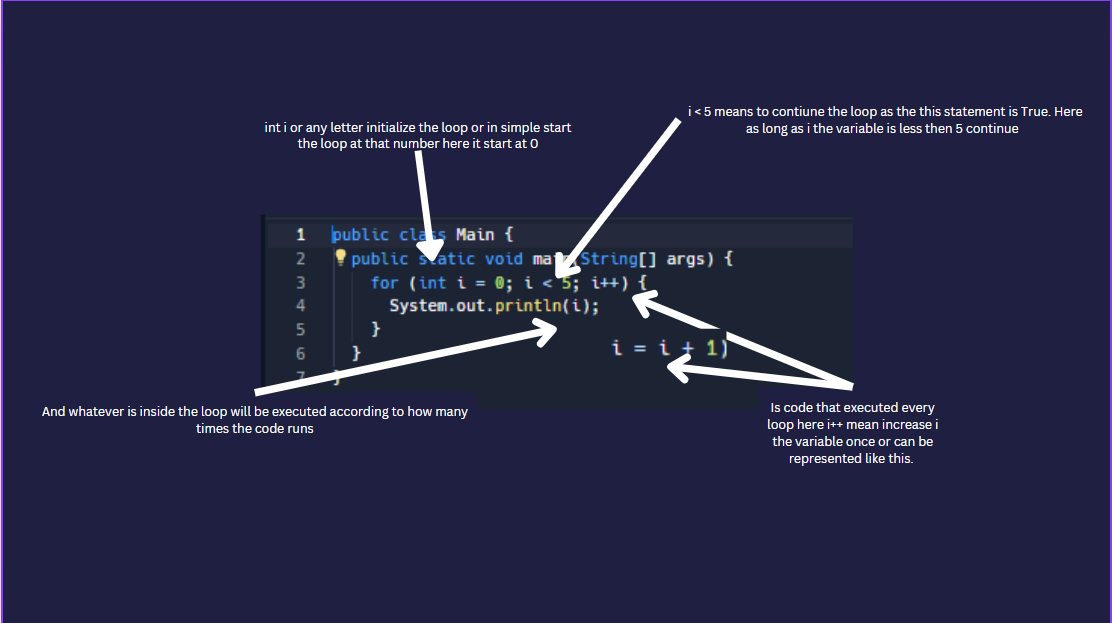 int i or any letter initialize the loop or in simple start
the loop at that number here it start at 0
i < 5 means to contiune the loop as the this statement is True. Here
as long as i the variable is less then 5 continue
1 public class Main {
2 public static void main(String[] args) {
3 for (int i = 0; i < 5; i++) {
4 System.out.println(i);
5 }
i = i + 1)
6 }
7 }
And whatever is inside the loop will be executed according to how many
times the code runs
Is code that executed every
loop here i++ mean increase i
the variable once or can be
represented like this.